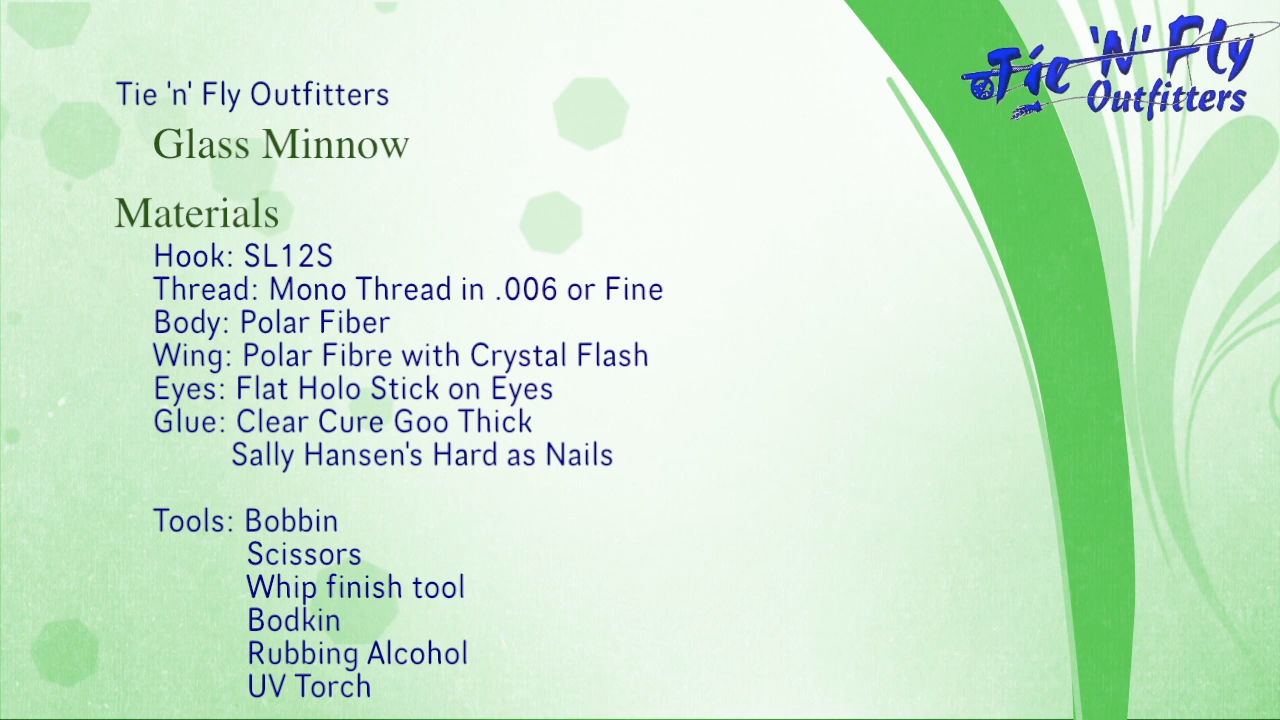 Tie 'N' Fly
Outfitters
Tie 'n' Fly Outfitters
Glass Minnow
Materials
Hook: SL12S
Thread: Mono Thread in .006 or Fine
Body: Polar Fiber
Wing: Polar Fibre with Crystal Flash
Eyes: Flat Holo Stick on Eyes
Glue: Clear Cure Goo Thick
Sally Hansen's Hard as Nails
Tools: Bobbin
Scissors
Whip finish tool
Bodkin
Rubbing Alcohol
UV Torch